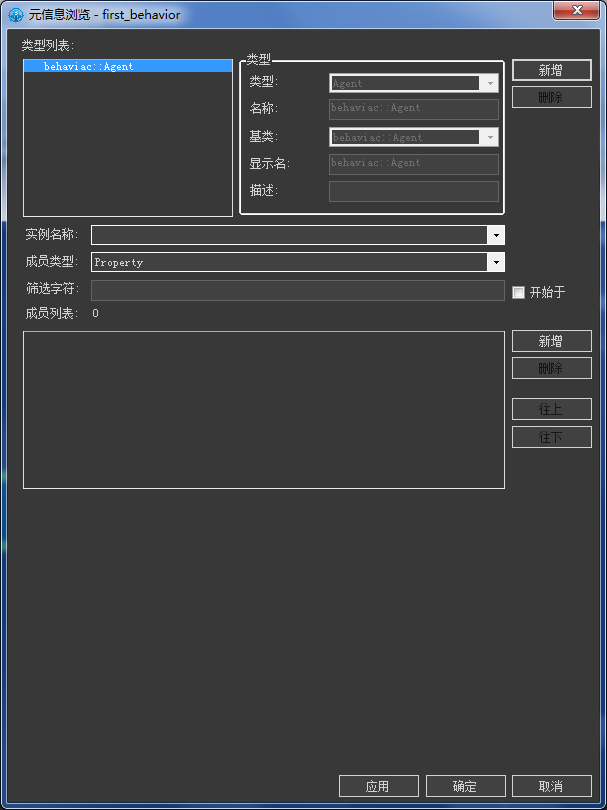 元信息浏览 - first_behavior
类型列表:
behaviac::Agent
类型
类型: Agent
名称: behaviac::Agent
基类: behaviac::Agent
显示名: behaviac::Agent
描述:
新增
删除
实例名称:
成员类型: Property
筛选字符: 开始于
成员列表: 0
新增
删除
往上
往下
应用 确定 取消